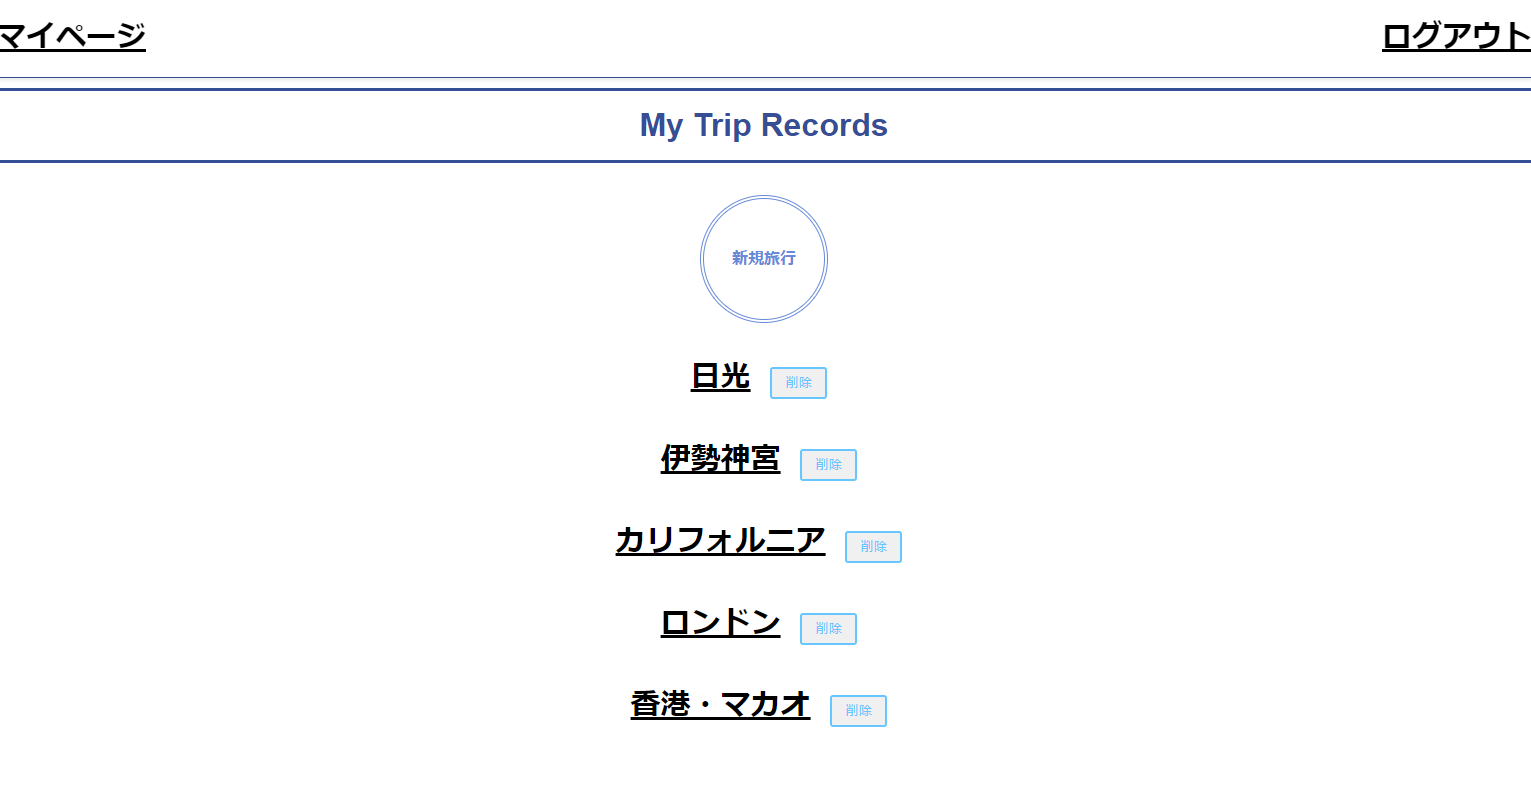 マイページ ログアウト
My Trip Records
新規旅行
日光 削除
伊勢神宮 削除
カリフォルニア 削除
ロンドン 削除
香港・マカオ 削除